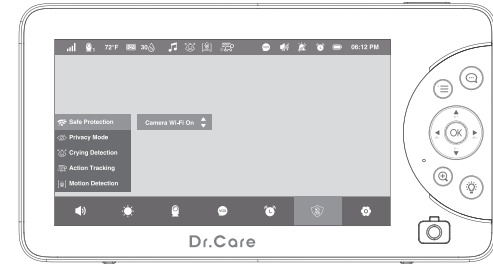 72°F 30 06:12 PM
Safe Protection
Camera Wi-Fi On
Privacy Mode
Crying Detection
Action Tracking
Motion Detection
Dr.Care
OK